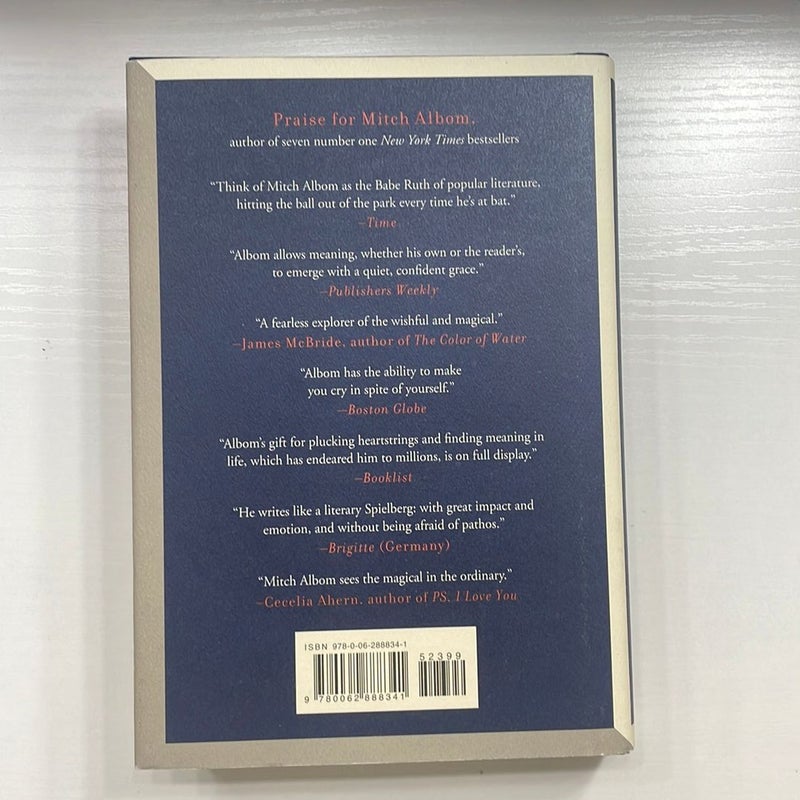 Praise for Mitch Albom,
author of seven number one New York Times bestsellers
“Think of Mitch Albom as the Babe Ruth of popular literature,
hitting the ball out of the park every time he’s at bat.”
–Time
“Albom allows meaning, whether his own or the reader’s,
to emerge with a quiet, confident grace.”
–Publishers Weekly
“A fearless explorer of the wishful and magical.”
–James McBride, author of The Color of Water
“Albom has the ability to make
you cry in spite of yourself.”
–Boston Globe
“Albom’s gift for plucking heartstrings and finding meaning in
life, which has endeared him to millions, is on full display.”
–Booklist
“He writes like a literary Spielberg: with great impact and
emotion, and without being afraid of pathos.”
–Brigitte (Germany)
“Mitch Albom sees the magical in the ordinary.”
–Cecelia Ahern, author of PS, I Love You
ISBN 978-0-06-288834-1
52399
9 780062 888341